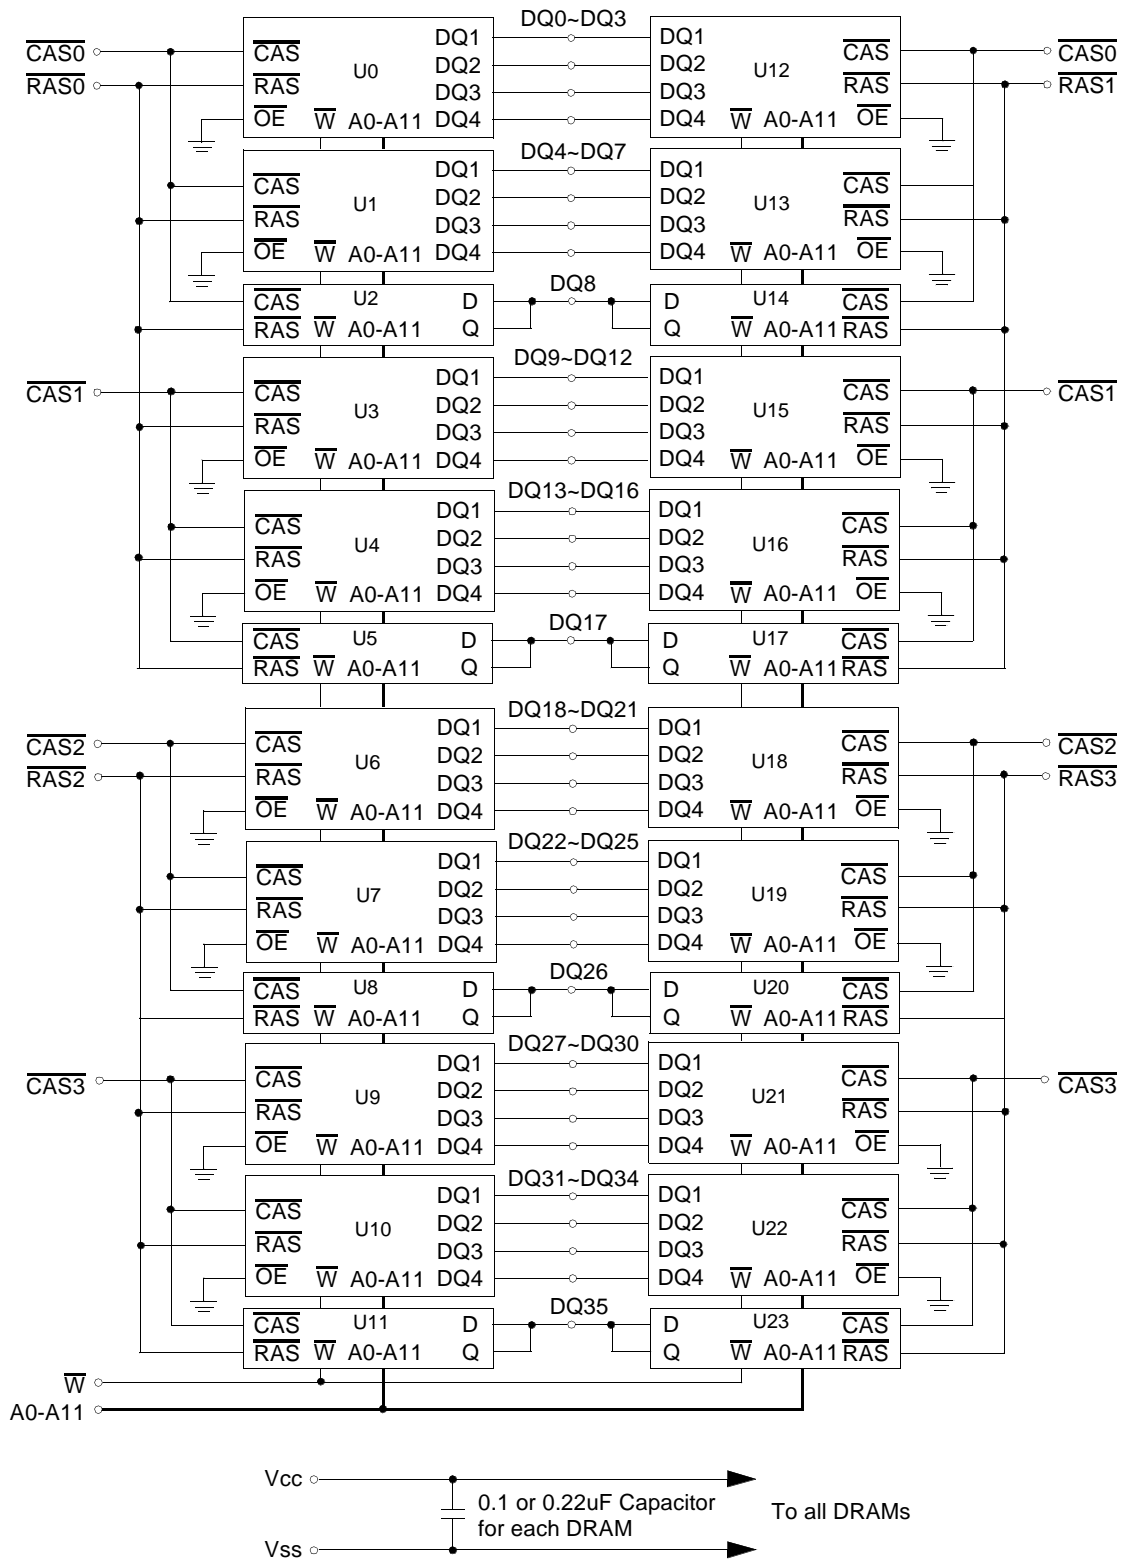 DQ0~DQ3
CAS0 CAS U0 DQ1 DQ1 U12 CAS CAS0
RAS0 RAS DQ2 DQ2 RAS RAS1
DQ3 DQ3
OE W A0-A11 DQ4 DQ4 W A0-A11 OE
DQ4~DQ7
CAS U1 DQ1 DQ1 U13 CAS
RAS DQ2 DQ2 RAS
DQ3 DQ3
OE W A0-A11 DQ4 DQ4 W A0-A11 OE
DQ8
CAS U2 D D U14 CAS
RAS W A0-A11 Q Q W A0-A11 RAS
DQ9~DQ12
CAS1 CAS U3 DQ1 DQ1 U15 CAS CAS1
RAS DQ2 DQ2 RAS
DQ3 DQ3
OE W A0-A11 DQ4 DQ4 W A0-A11 OE
DQ13~DQ16
CAS U4 DQ1 DQ1 U16 CAS
RAS DQ2 DQ2 RAS
DQ3 DQ3
OE W A0-A11 DQ4 DQ4 W A0-A11 OE
DQ17
CAS U5 D D U17 CAS
RAS W A0-A11 Q Q W A0-A11 RAS
DQ18~DQ21
CAS2 CAS U6 DQ1 DQ1 U18 CAS CAS2
RAS2 RAS DQ2 DQ2 RAS RAS3
DQ3 DQ3
OE W A0-A11 DQ4 DQ4 W A0-A11 OE
DQ22~DQ25
CAS U7 DQ1 DQ1 U19 CAS
RAS DQ2 DQ2 RAS
DQ3 DQ3
OE W A0-A11 DQ4 DQ4 W A0-A11 OE
DQ26
CAS U8 D D U20 CAS
RAS W A0-A11 Q Q W A0-A11 RAS
DQ27~DQ30
CAS3 CAS U9 DQ1 DQ1 U21 CAS CAS3
RAS DQ2 DQ2 RAS
DQ3 DQ3
OE W A0-A11 DQ4 DQ4 W A0-A11 OE
DQ31~DQ34
CAS U10 DQ1 DQ1 U22 CAS
RAS DQ2 DQ2 RAS
DQ3 DQ3
OE W A0-A11 DQ4 DQ4 W A0-A11 OE
DQ35
CAS U11 D D U23 CAS
RAS W A0-A11 Q Q W A0-A11 RAS
W
A0-A11
Vcc
0.1 or 0.22uF Capacitor
for each DRAM
To all DRAMs
Vss